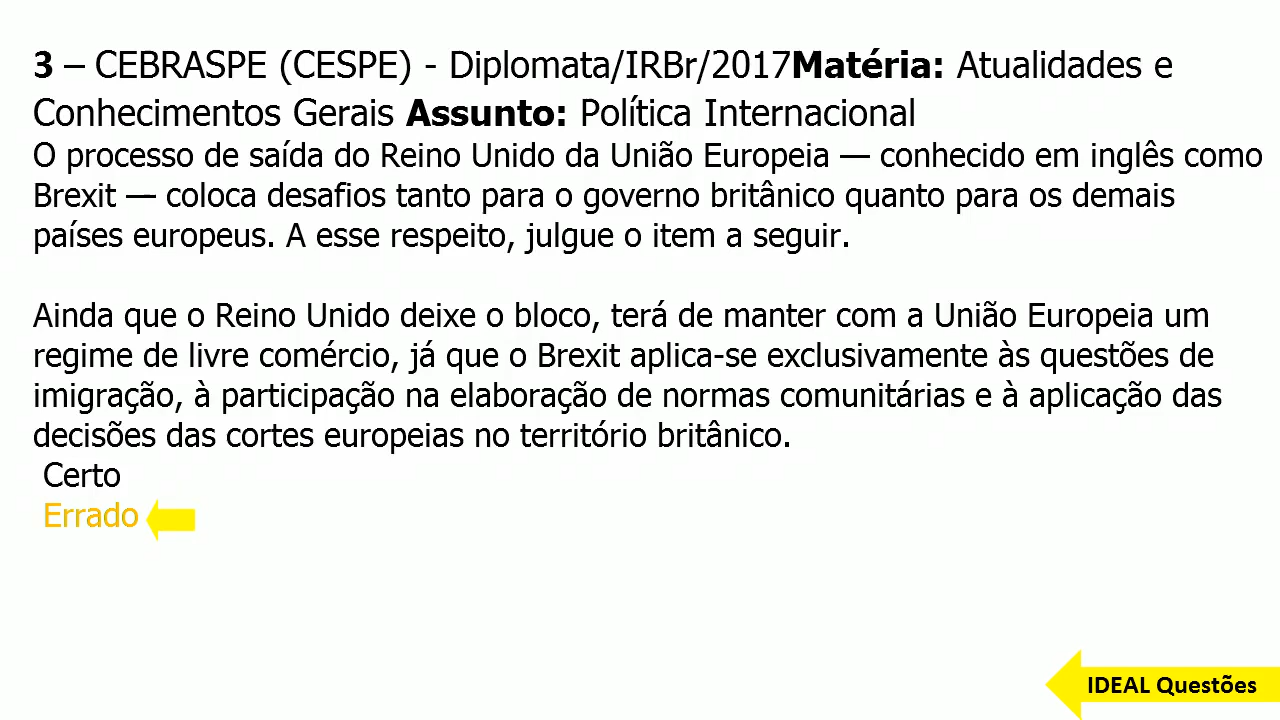 3 – CEBRASPE (CESPE) - Diplomata/IRBr/2017Matéria: Atualidades e
Conhecimentos Gerais Assunto: Política Internacional
O processo de saída do Reino Unido da União Europeia — conhecido em inglês como
Brexit — coloca desafios tanto para o governo britânico quanto para os demais
países europeus. A esse respeito, julgue o item a seguir.
Ainda que o Reino Unido deixe o bloco, terá de manter com a União Europeia um
regime de livre comércio, já que o Brexit aplica-se exclusivamente às questões de
imigração, à participação na elaboração de normas comunitárias e à aplicação das
decisões das cortes europeias no território britânico.
Certo
Errado
IDEAL Questões